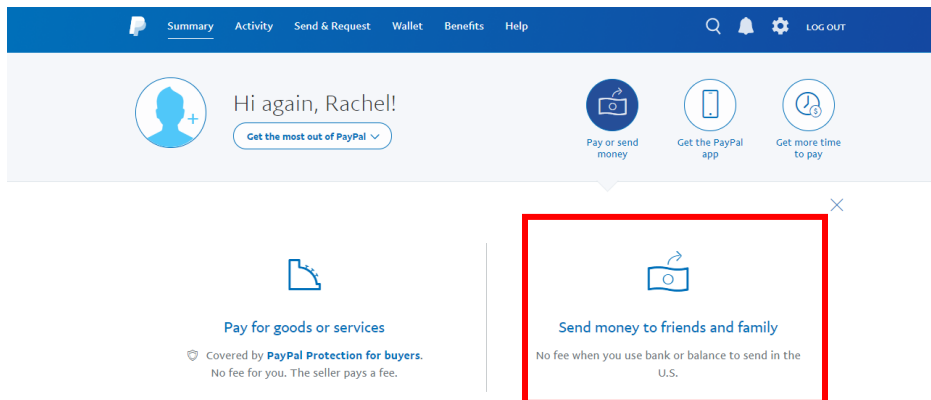 Summary Activity Send & Request Wallet Benefits Help LOG OUT
Hi again, Rachel!
Get the most out of PayPal
Pay or send
money
Get the PayPal
app
Get more time
to pay
Pay for goods or services
Covered by PayPal Protection for buyers.
No fee for you. The seller pays a fee.
Send money to friends and family
No fee when you use bank or balance to send in the
U.S.